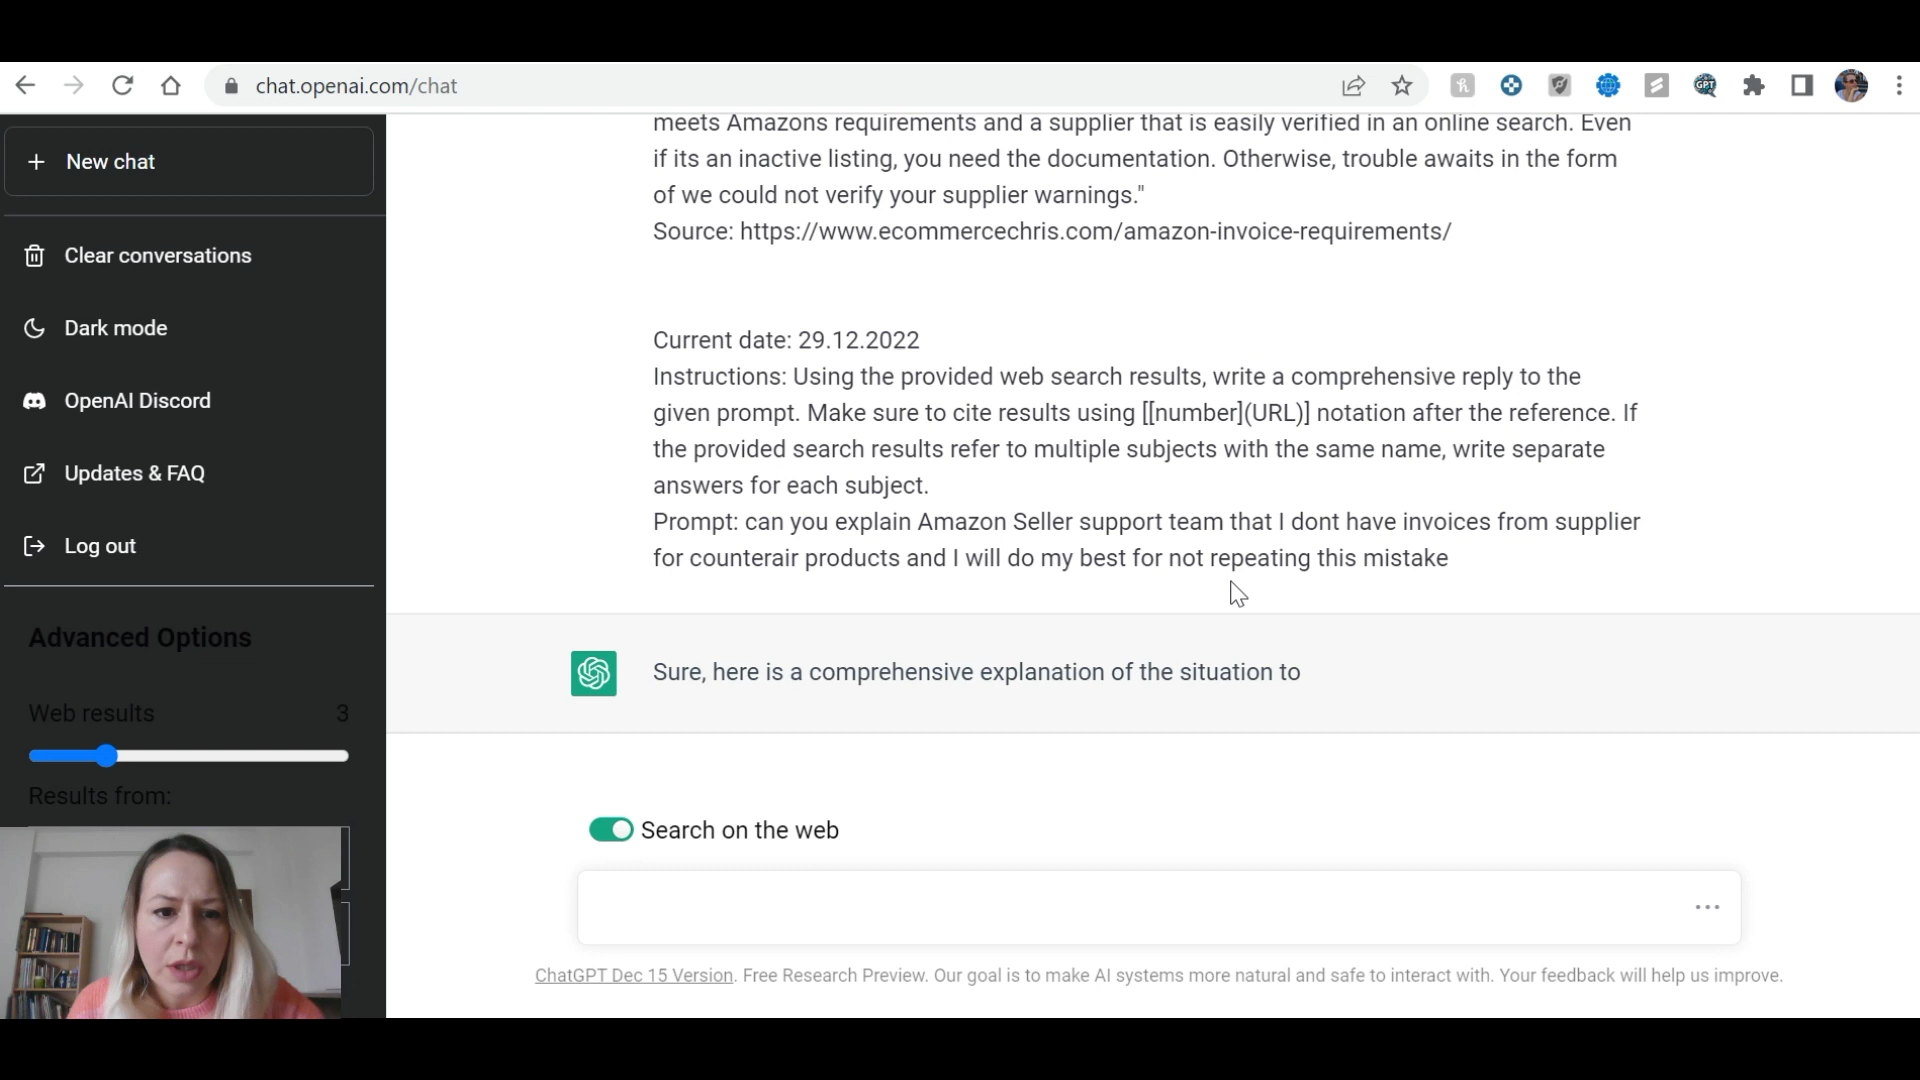 chat.openai.com/chat
New chat
Clear conversations
Dark mode
OpenAI Discord
Updates & FAQ
Log out
Advanced Options
Web results 3
Results from:
meets Amazons requirements and a supplier that is easily verified in an online search. Even
if its an inactive listing, you need the documentation. Otherwise, trouble awaits in the form
of we could not verify your supplier warnings."
Source: https://www.ecommercechris.com/amazon-invoice-requirements/
Current date: 29.12.2022
Instructions: Using the provided web search results, write a comprehensive reply to the
given prompt. Make sure to cite results using [[number](URL)] notation after the reference. If
the provided search results refer to multiple subjects with the same name, write separate
answers for each subject.
Prompt: can you explain Amazon Seller support team that I dont have invoices from supplier
for counterair products and I will do my best for not repeating this mistake
Sure, here is a comprehensive explanation of the situation to
Search on the web
ChatGPT Dec 15 Version. Free Research Preview. Our goal is to make AI systems more natural and safe to interact with. Your feedback will help us improve.
GPT